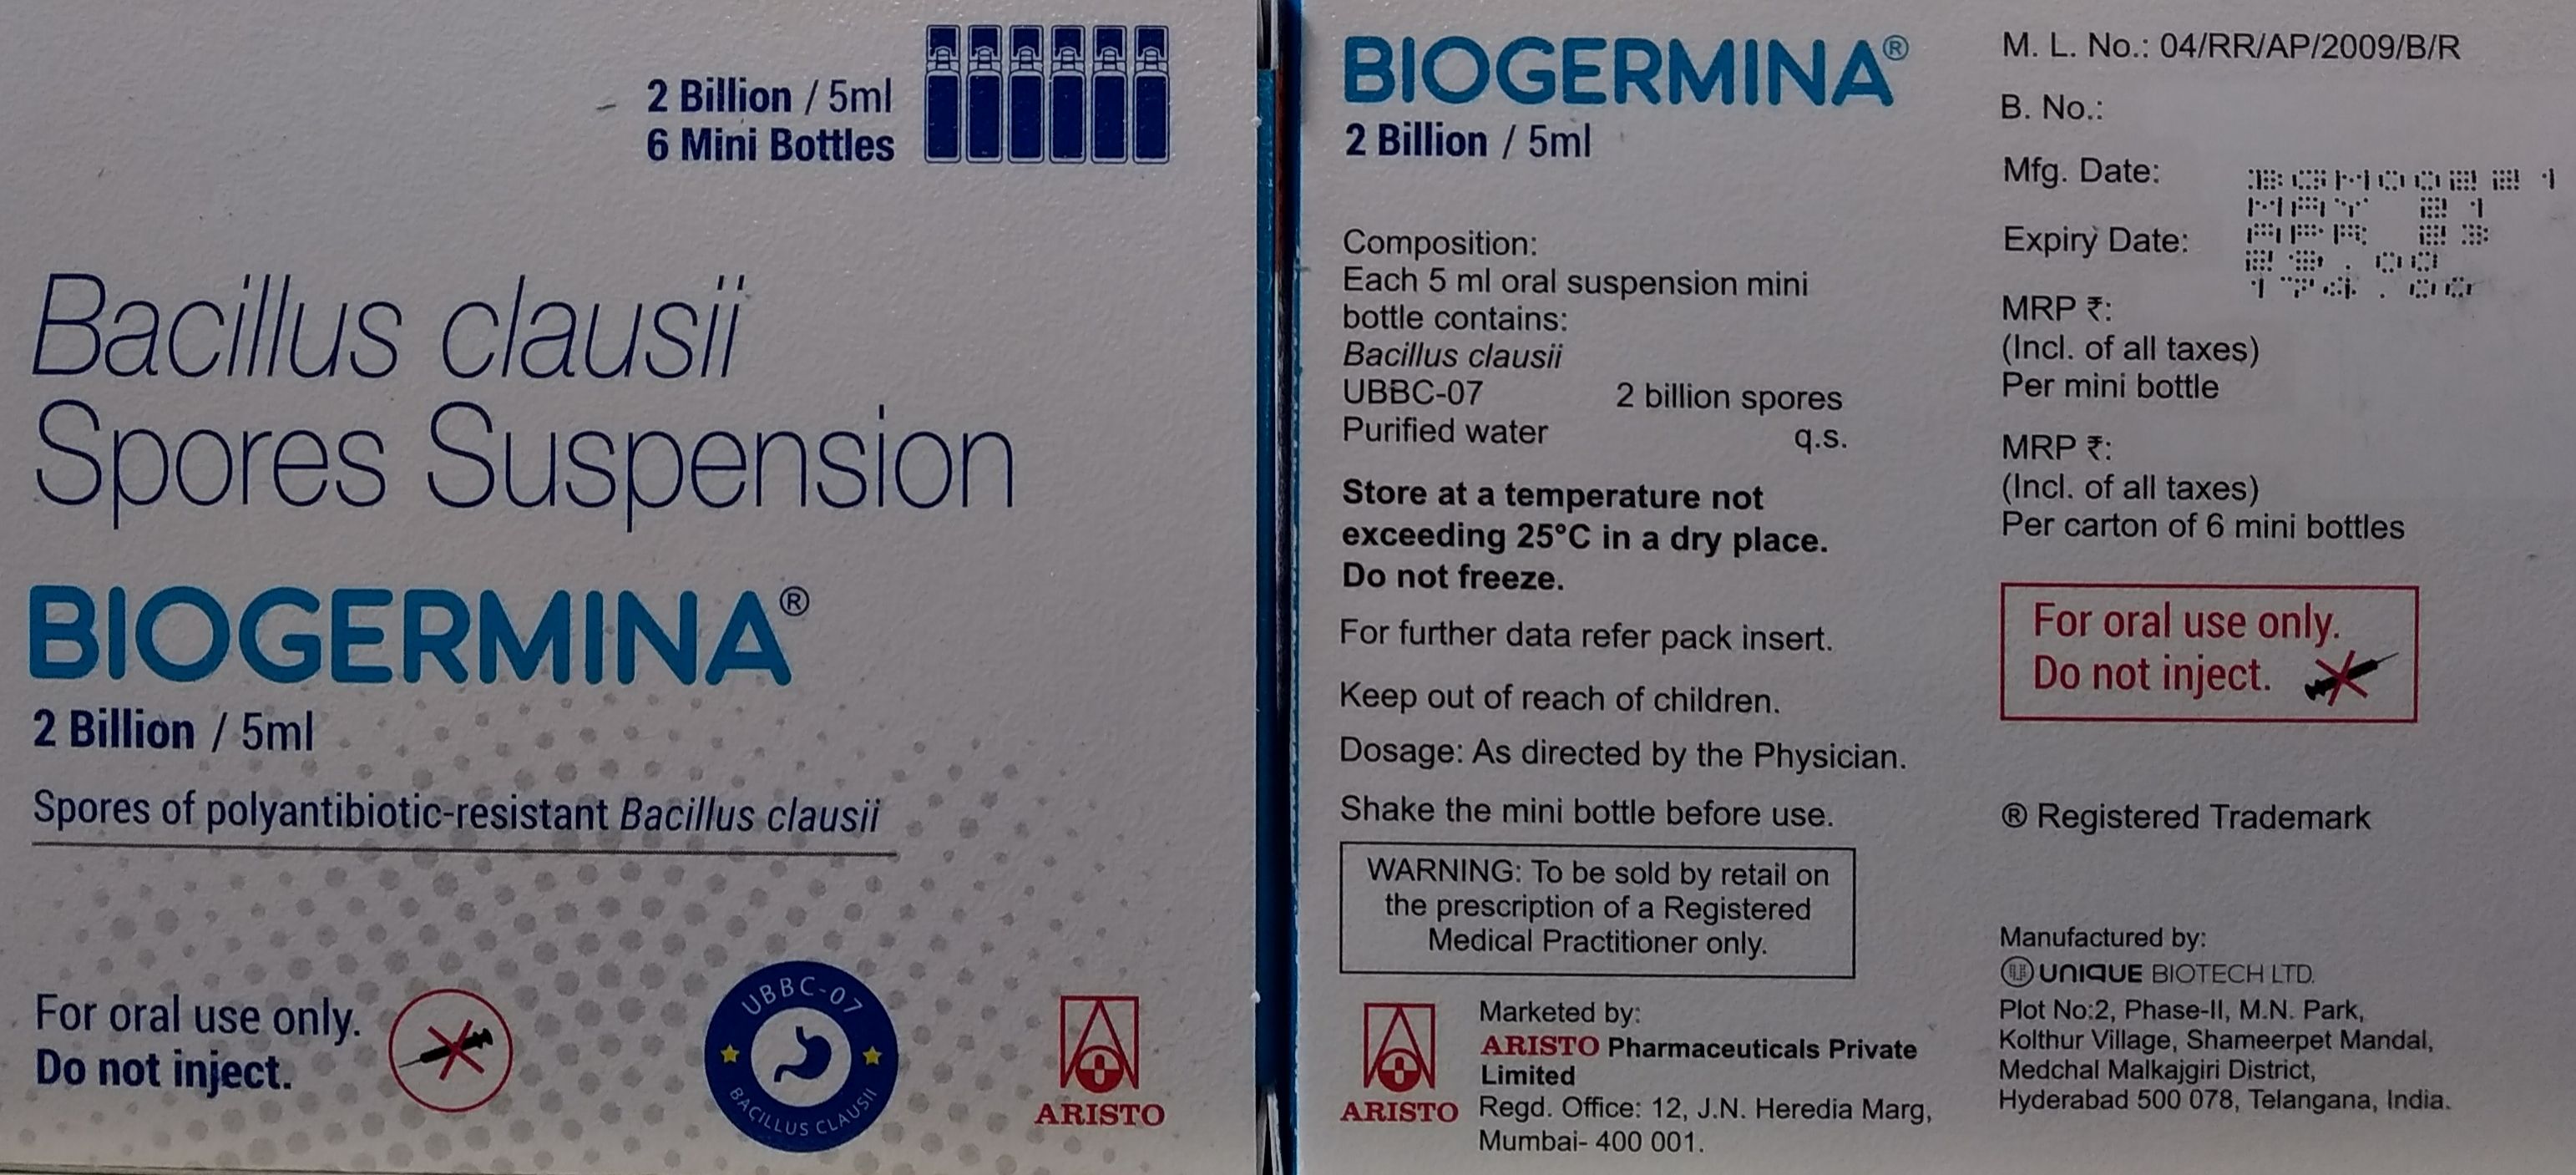 2 Billion / 5ml
6 Mini Bottles
Bacillus clausii
Spores Suspension
BIOGERMINA®
2 Billion / 5ml
Spores of polyantibiotic-resistant Bacillus clausii
For oral use only.
Do not inject.
UBBC-07
BACILLUS CLAUSII
ARISTO
BIOGERMINA®
2 Billion / 5ml
Composition:
Each 5 ml oral suspension mini
bottle contains:
Bacillus clausii
UBBC-07 2 billion spores
Purified water q.s.
Store at a temperature not
exceeding 25°C in a dry place.
Do not freeze.
For further data refer pack insert.
Keep out of reach of children.
Dosage: As directed by the Physician.
Shake the mini bottle before use.
WARNING: To be sold by retail on
the prescription of a Registered
Medical Practitioner only.
ARISTO
Marketed by:
ARISTO Pharmaceuticals Private
Limited
Regd. Office: 12, J.N. Heredia Marg,
Mumbai- 400 001.
M. L. No.: 04/RR/AP/2009/B/R
B. No.:
Mfg. Date:
Expiry Date:
MAY 21
APR 23
29.00
174.00
MRP ₹:
(Incl. of all taxes)
Per mini bottle
MRP ₹:
(Incl. of all taxes)
Per carton of 6 mini bottles
For oral use only.
Do not inject.
® Registered Trademark
Manufactured by:
UNIQUE BIOTECH LTD.
Plot No:2, Phase-II, M.N. Park,
Kolthur Village, Shameerpet Mandal,
Medchal Malkajgiri District,
Hyderabad 500 078, Telangana, India.